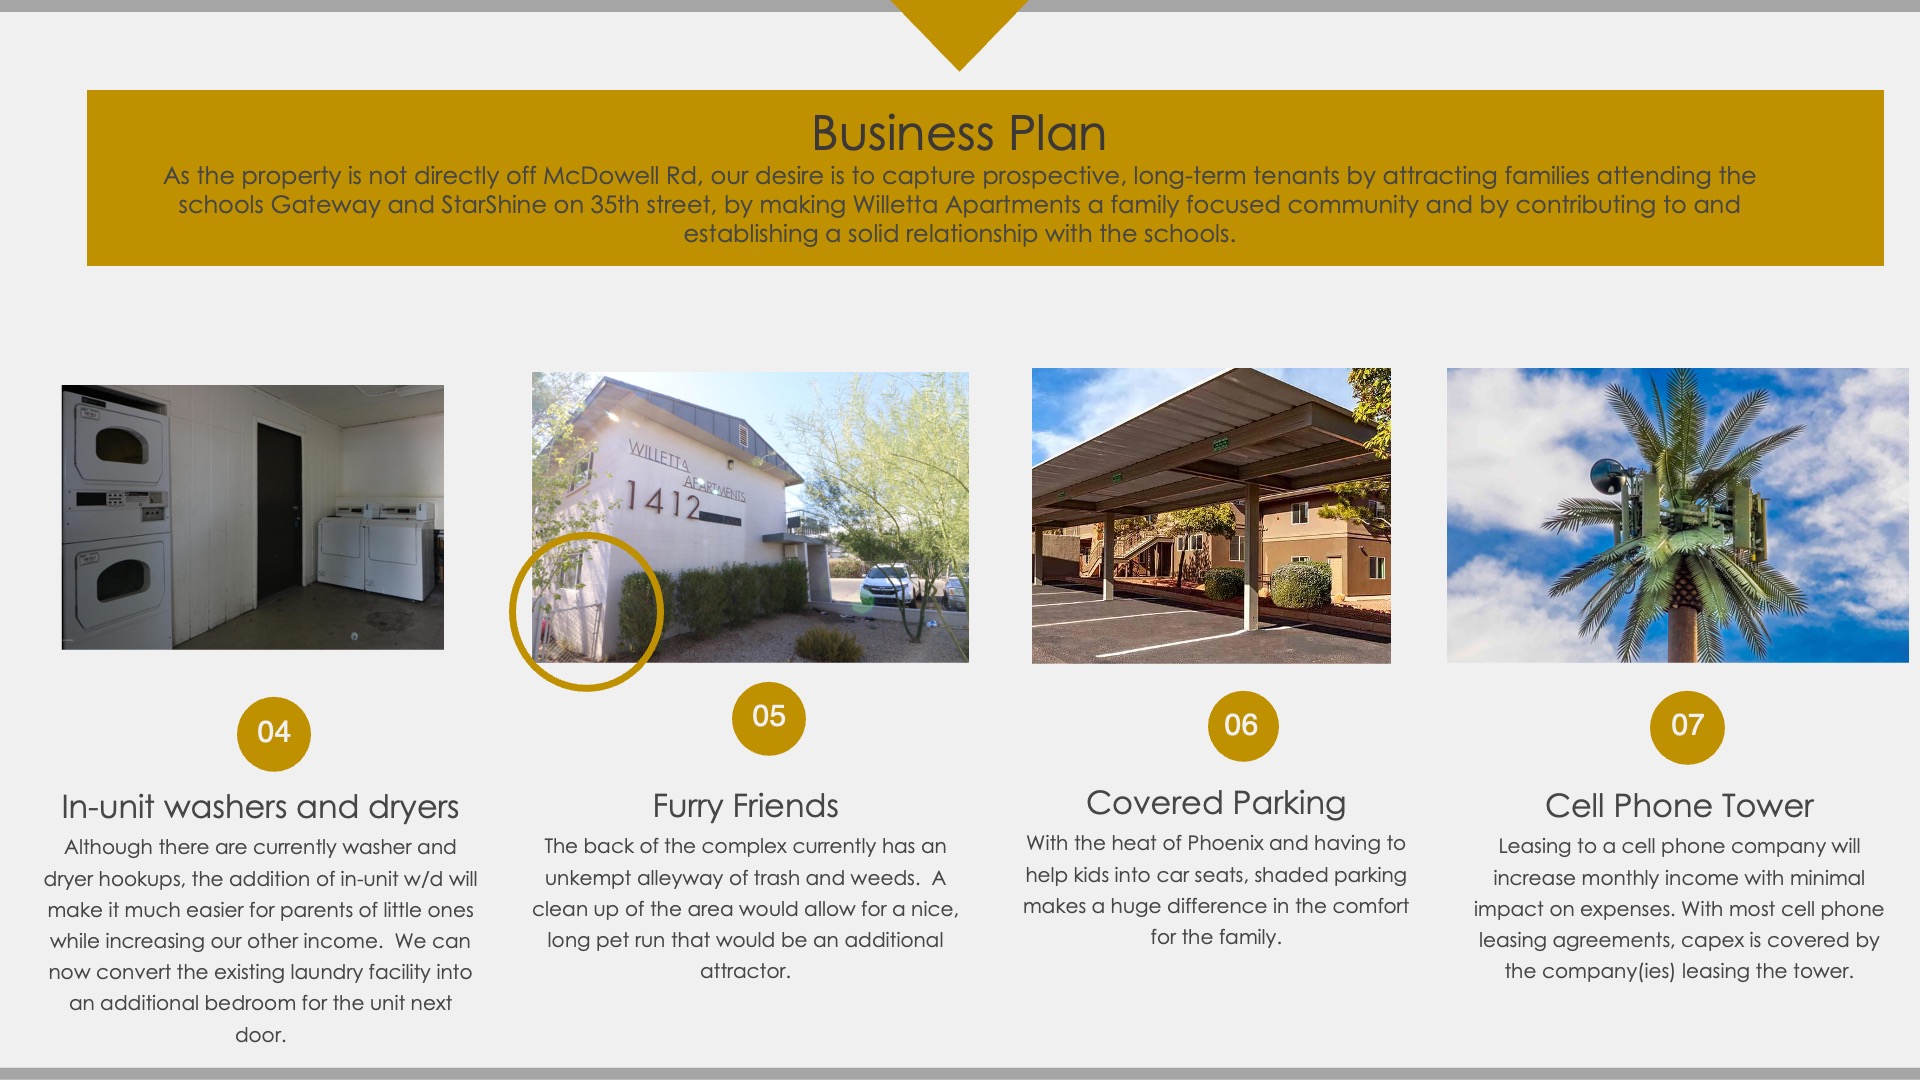 Business Plan
As the property is not directly off McDowell Rd, our desire is to capture prospective, long-term tenants by attracting families attending the
schools Gateway and StarShine on 35th street, by making Willetta Apartments a family focused community and by contributing to and
establishing a solid relationship with the schools.
WILLETTA
APARTMENTS
1412
04
In-unit washers and dryers
Although there are currently washer and
dryer hookups, the addition of in-unit w/d will
make it much easier for parents of little ones
while increasing our other income.  We can
now convert the existing laundry facility into
an additional bedroom for the unit next
door.
05
Furry Friends
The back of the complex currently has an
unkempt alleyway of trash and weeds.  A
clean up of the area would allow for a nice,
long pet run that would be an additional
attractor.
06
Covered Parking
With the heat of Phoenix and having to
help kids into car seats, shaded parking
makes a huge difference in the comfort
for the family.
07
Cell Phone Tower
Leasing to a cell phone company will
increase monthly income with minimal
impact on expenses. With most cell phone
leasing agreements, capex is covered by
the company(ies) leasing the tower.